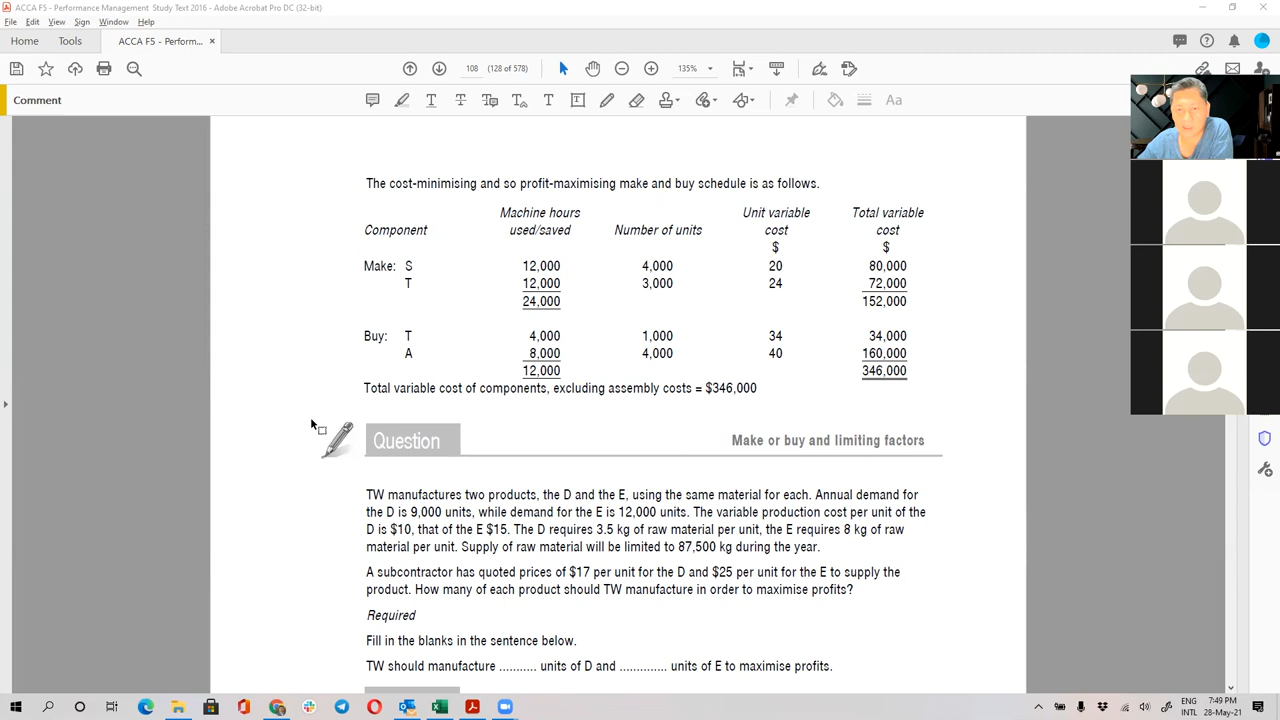 ACCA F5 - Performance Management Study Text 2016 - Adobe Acrobat Pro DC (32-bit)
File Edit View Sign Window Help
Home Tools ACCA F5 - Perform... ×
108 (128 of 578) 135%
Comment
The cost-minimising and so profit-maximising make and buy schedule is as follows.
Machine hours Unit variable Total variable
Component used/saved Number of units cost cost
$ $
Make: S 12,000 4,000 20 80,000
T 12,000 3,000 24 72,000
24,000 152,000
Buy: T 4,000 1,000 34 34,000
A 8,000 4,000 40 160,000
12,000 346,000
Total variable cost of components, excluding assembly costs = $346,000
Question Make or buy and limiting factors
TW manufactures two products, the D and the E, using the same material for each. Annual demand for
the D is 9,000 units, while demand for the E is 12,000 units. The variable production cost per unit of the
D is $10, that of the E $15. The D requires 3.5 kg of raw material per unit, the E requires 8 kg of raw
material per unit. Supply of raw material will be limited to 87,500 kg during the year.
A subcontractor has quoted prices of $17 per unit for the D and $25 per unit for the E to supply the
product. How many of each product should TW manufacture in order to maximise profits?
Required
Fill in the blanks in the sentence below.
TW should manufacture .......... units of D and ............. units of E to maximise profits.
ENG 7:49 PM
INTL 28-May-21